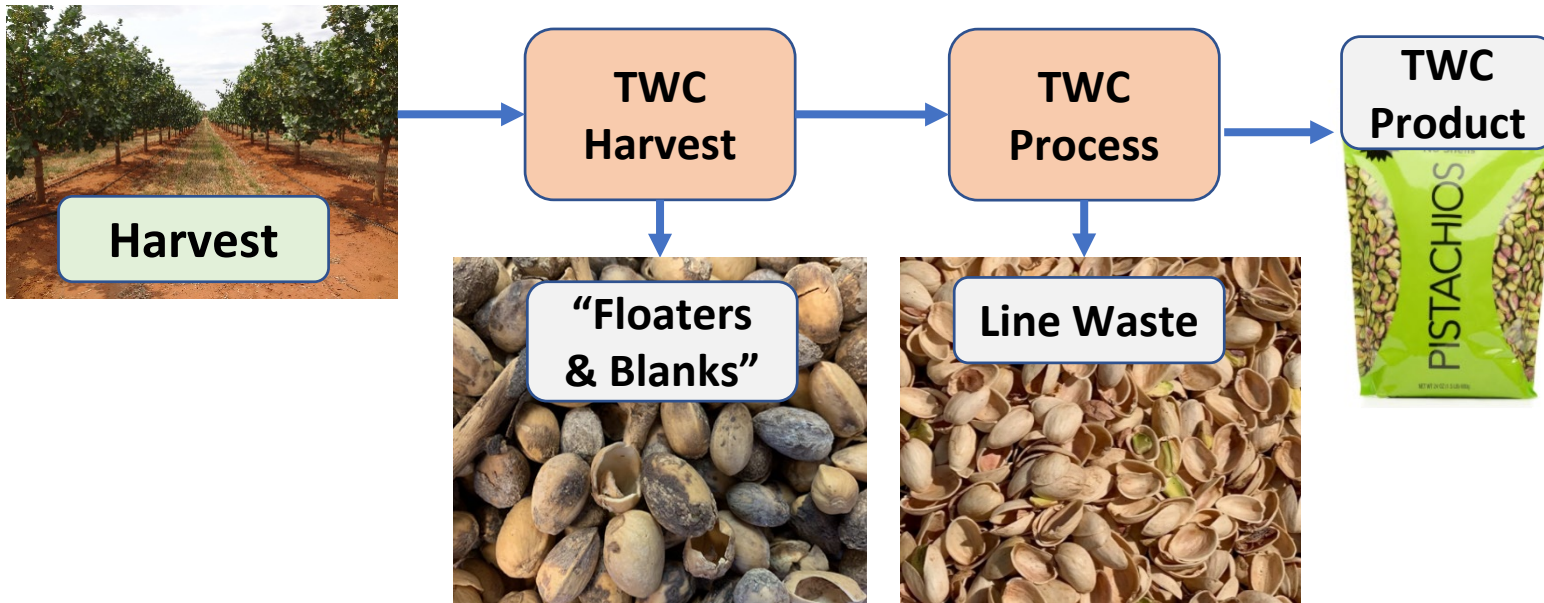 Harvest
TWC
Harvest
TWC
Process
TWC
Product
“Floaters
& Blanks”
Line Waste
PISTACHIOS